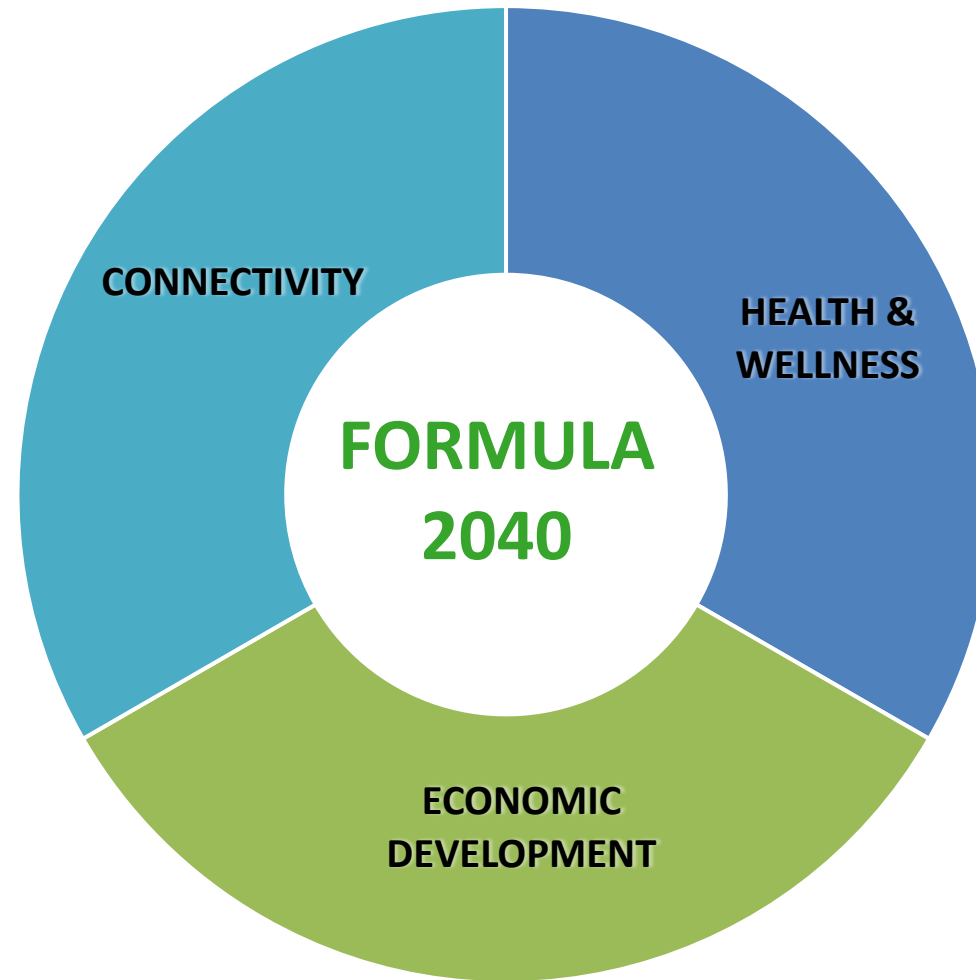 CONNECTIVITY
HEALTH &
WELLNESS
FORMULA
2040
ECONOMIC
DEVELOPMENT